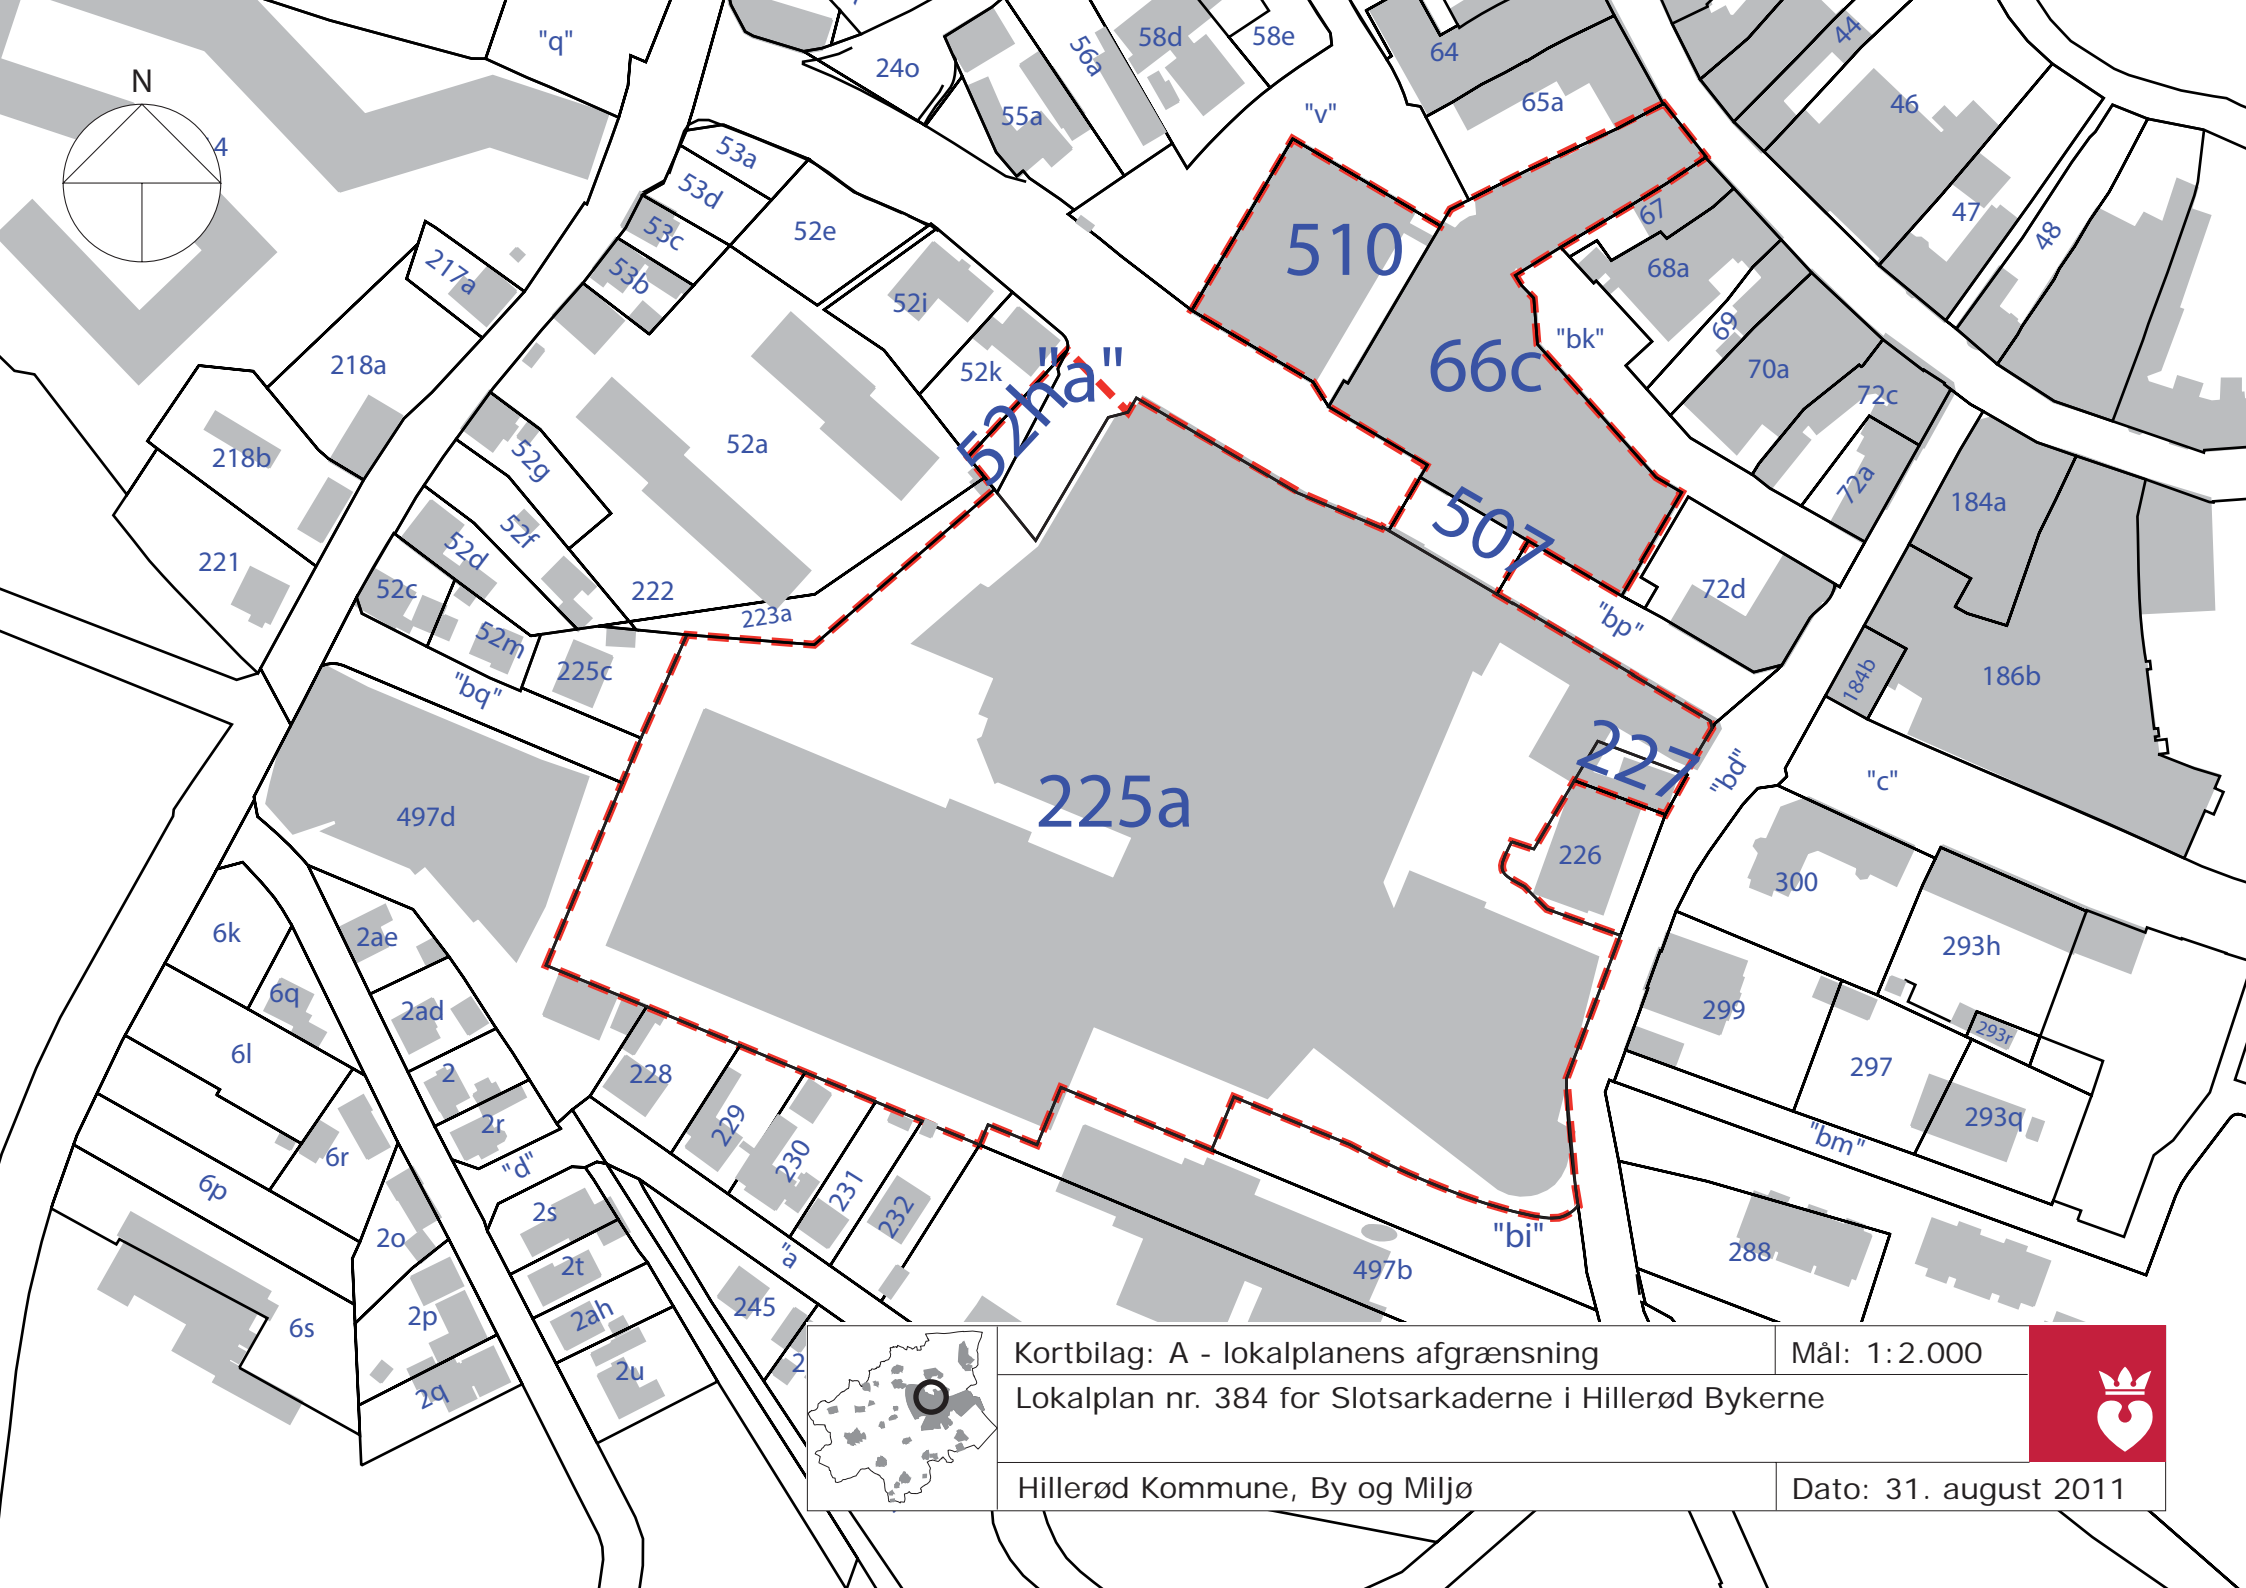 "q"
24o
55a
56a
58d
58e
"v"
64
65a
44
46
47
48
N
4
53a
53d
53c
53b
52e
52i
52k
"a"
52h
510
66c
67
68a
"bk"
69
70a
72c
72a
184a
217a
218a
218b
221
52a
52g
52f
52d
52c
52m
222
223a
225c
"bq"
507
"bp"
72d
184b
186b
"c"
"bd"
227
226
225a
497d
300
293h
299
293r
297
293q
"bm"
288
6k
6q
6l
6r
6p
6s
2ae
2ad
2
2r
"d"
2s
2t
2ah
2u
2o
2p
2q
228
229
230
231
232
"a
245
2
497b
"bi"
Kortbilag: A - lokalplanens afgrænsning
Mål: 1:2.000
Lokalplan nr. 384 for Slotsarkaderne i Hillerød Bykerne
Hillerød Kommune, By og Miljø
Dato: 31. august 2011